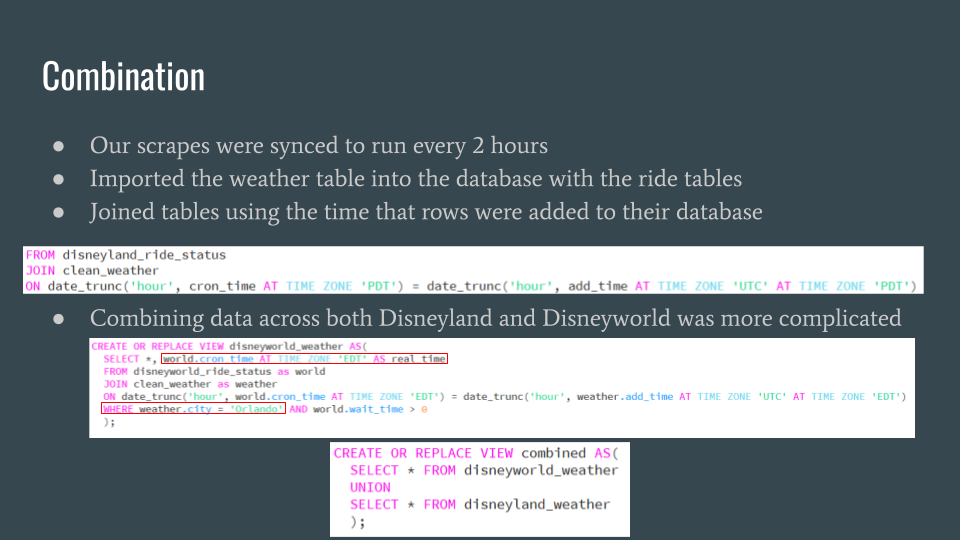 Combination
● Our scrapes were synced to run every 2 hours
● Imported the weather table into the database with the ride tables
● Joined tables using the time that rows were added to their database
FROM disneyland_ride_status
JOIN clean_weather
ON date_trunc('hour', cron_time AT TIME ZONE 'PDT') = date_trunc('hour', add_time AT TIME ZONE 'UTC' AT TIME ZONE 'PDT')
● Combining data across both Disneyland and Disneyworld was more complicated
CREATE OR REPLACE VIEW disneyworld_weather AS(
SELECT *, world.cron_time AT TIME ZONE 'EDT' AS real_time
FROM disneyworld_ride_status as world
JOIN clean_weather as weather
ON date_trunc('hour', world.cron_time AT TIME ZONE 'EDT') = date_trunc('hour', weather.add_time AT TIME ZONE 'UTC' AT TIME ZONE 'EDT')
WHERE weather.city = 'Orlando' AND world.wait_time > 0
);
CREATE OR REPLACE VIEW combined AS(
SELECT * FROM disneyworld_weather
UNION
SELECT * FROM disneyland_weather
);